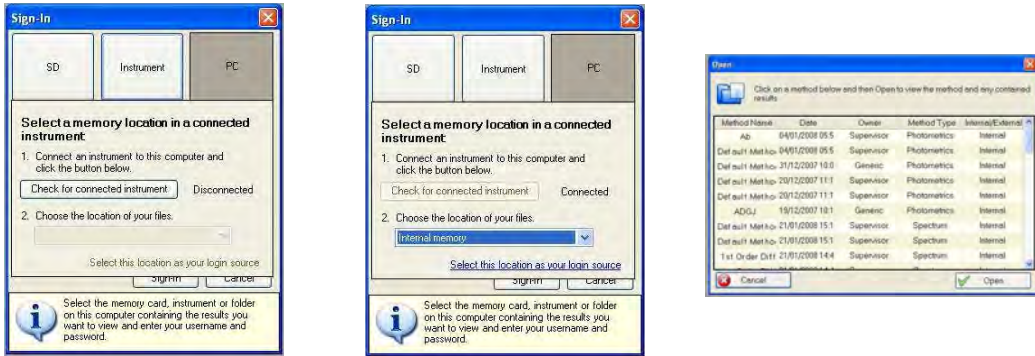 Sign-In
SD
Instrument
PC
Select a memory location in a connected
instrument
1. Connect an instrument to this computer and
click the button below.
Check for connected instrument
Disconnected
2. Choose the location of your files.
Select this location as your login source
Sign-In
Cancel
Select the memory card, instrument or folder
on this computer containing the results you
want to view and enter your username and
password.
Sign-In
SD
Instrument
PC
Select a memory location in a connected
instrument
1. Connect an instrument to this computer and
click the button below.
Check for connected instrument
Connected
2. Choose the location of your files.
Internal memory
Select this location as your login source
Sign-In
Cancel
Select the memory card, instrument or folder
on this computer containing the results you
want to view and enter your username and
password.
Open
Click on a method below and then Open to view the method and any contained
results
Method Name Date Owner Method Type Internal/External
Ab 04/01/2008 05:5 Supervisor Photometrics Internal
Default Metho 04/01/2008 05:5 Supervisor Photometrics Internal
Default Metho 31/12/2007 10:0 Generic Photometrics Internal
Default Metho 20/12/2007 11:1 Supervisor Photometrics Internal
Default Metho 20/12/2007 11:1 Supervisor Photometrics Internal
ADGJ 19/12/2007 10:1 Generic Photometrics Internal
Default Metho 21/01/2008 15:1 Supervisor Spectrum Internal
Default Metho 21/01/2008 15:1 Supervisor Spectrum Internal
1st Order Diff 21/01/2008 14:4 Supervisor Spectrum Internal
Cancel
Open